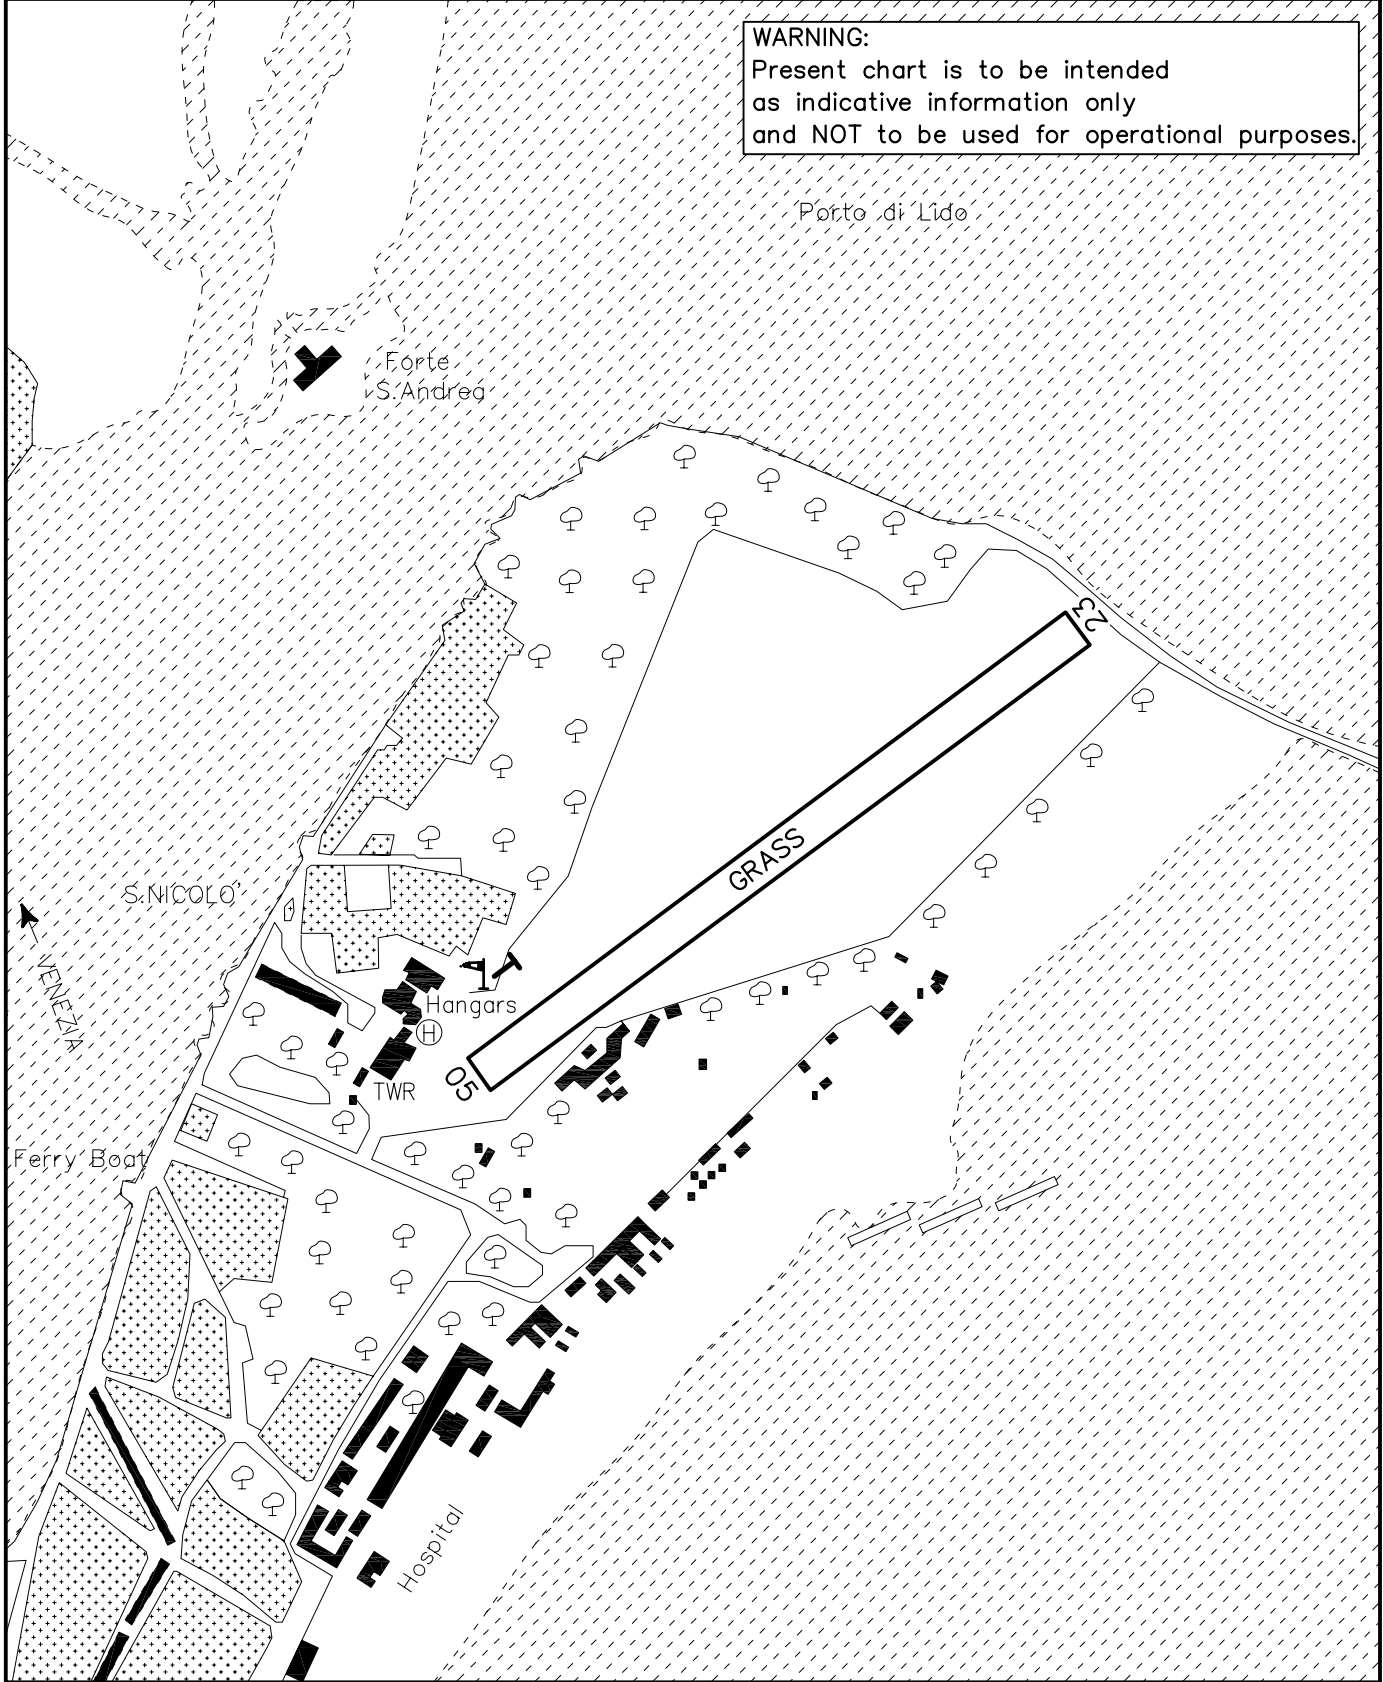 WARNING:
Present chart is to be intended
as indicative information only
and NOT to be used for operational purposes.
Porto di Lido
Forte
S.Andrea
23
GRASS
S.NICOLO'
VENEZIA
Hangars
H
TWR
05
Ferry Boat
Hospital